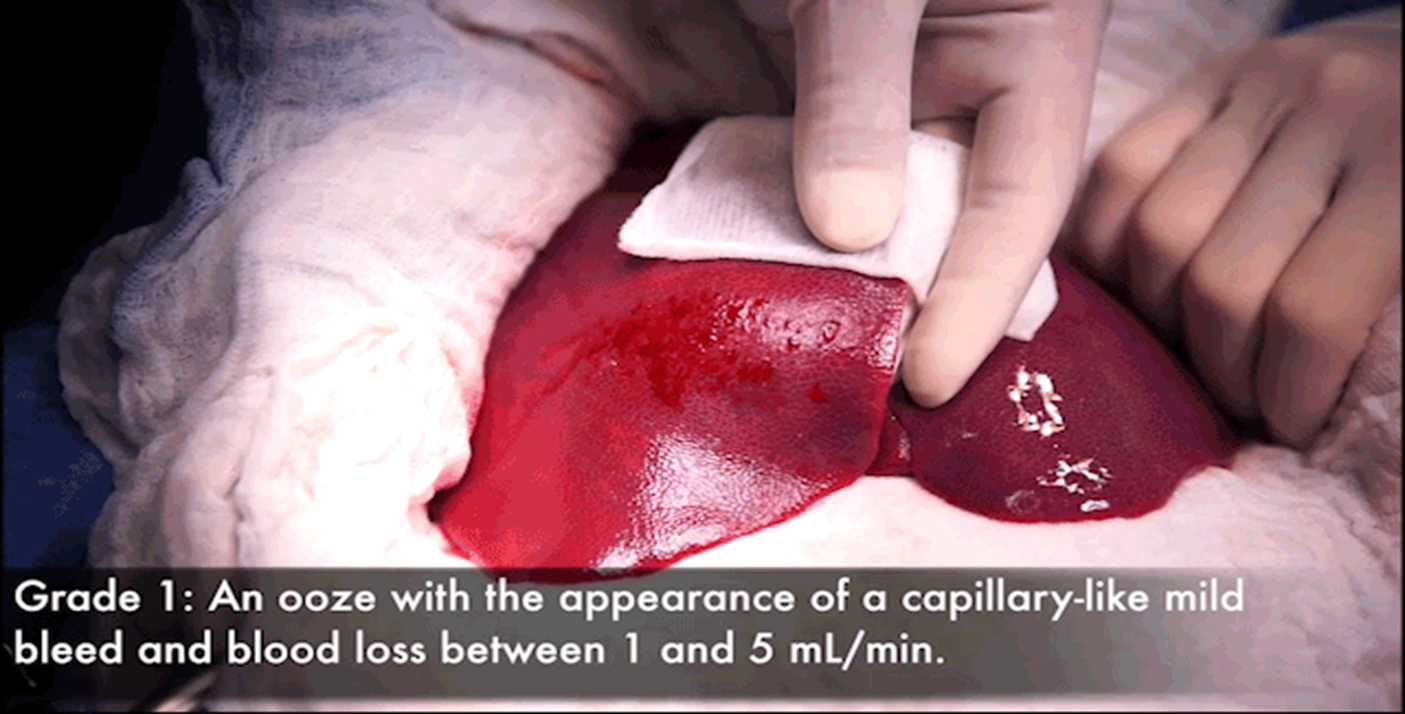 Grade 1: An ooze with the appearance of a capillary-like mild
bleed and blood loss between 1 and 5 mL/min.